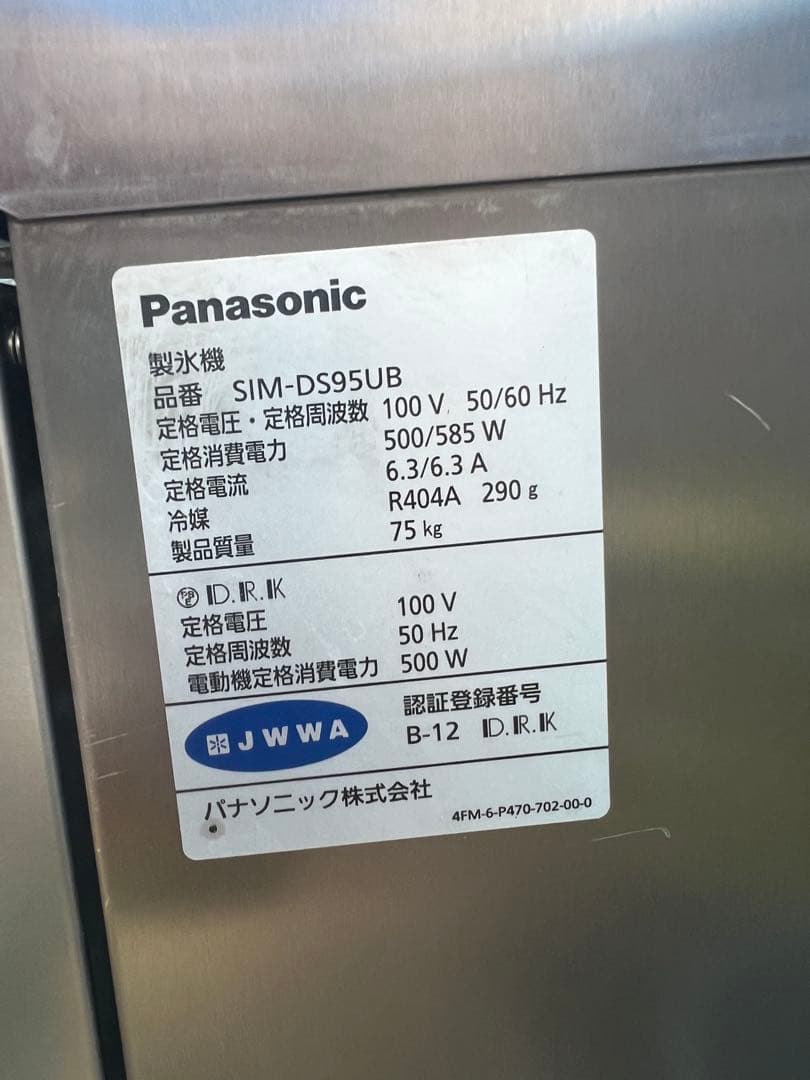 Panasonic
製氷機
品番 SIM-DS95UB
定格電圧・定格周波数 100 V, 50/60 Hz
定格消費電力 500/585 W
定格電流 6.3/6.3 A
冷媒 R404A 290 g
製品質量 75 kg
PS E D.R.K
定格電圧 100 V
定格周波数 50 Hz
電動機定格消費電力 500 W
JWWA
認証登録番号
B-12 D.R.K
パナソニック株式会社
4FM-6-P470-702-00-0